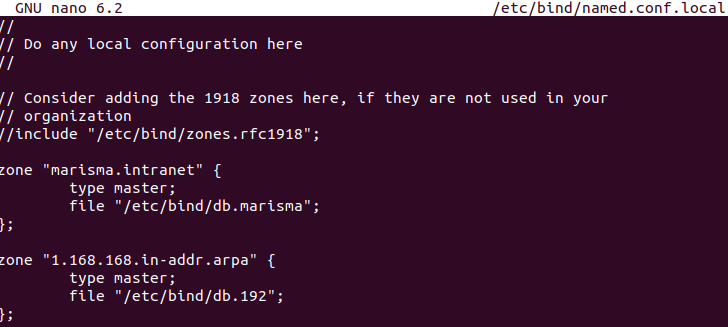 GNU nano 6.2 /etc/bind/named.conf.local
//
// Do any local configuration here
//
// Consider adding the 1918 zones here, if they are not used in your
// organization
//include "/etc/bind/zones.rfc1918";
zone "marisma.intranet" {
type master;
file "/etc/bind/db.marisma";
};
zone "1.168.168.in-addr.arpa" {
type master;
file "/etc/bind/db.192";
};